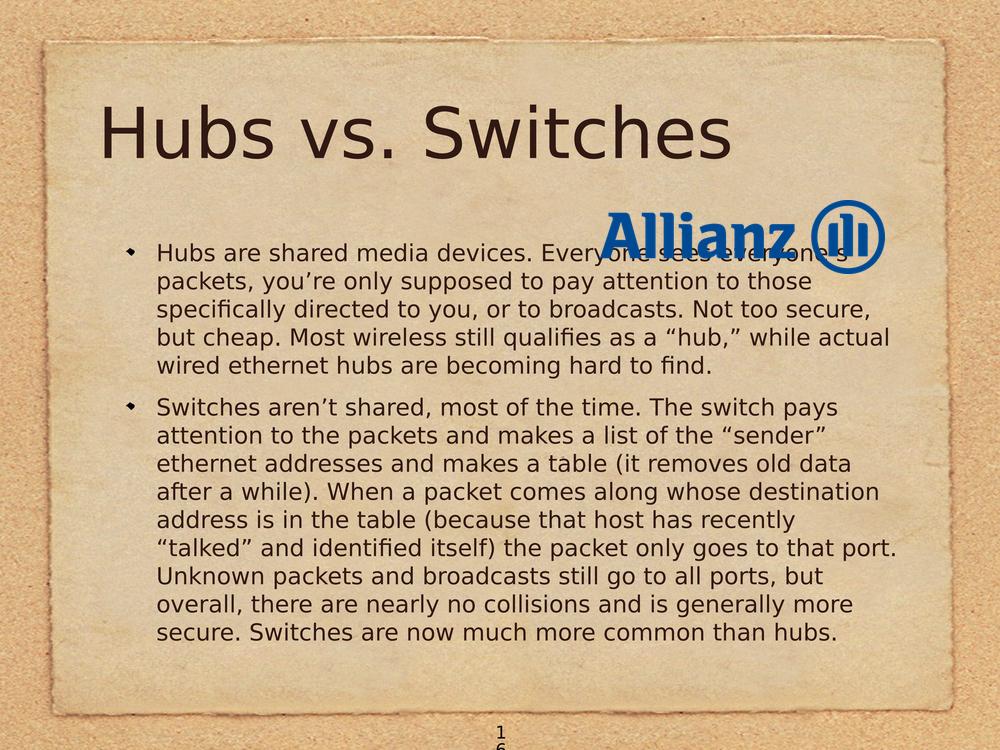 Hubs vs. Switches
Allianz
Hubs are shared media devices. Everyone sees everyone's
packets, you’re only supposed to pay attention to those
specifically directed to you, or to broadcasts. Not too secure,
but cheap. Most wireless still qualifies as a “hub,” while actual
wired ethernet hubs are becoming hard to find.
Switches aren’t shared, most of the time. The switch pays
attention to the packets and makes a list of the “sender”
ethernet addresses and makes a table (it removes old data
after a while). When a packet comes along whose destination
address is in the table (because that host has recently
“talked” and identified itself) the packet only goes to that port.
Unknown packets and broadcasts still go to all ports, but
overall, there are nearly no collisions and is generally more
secure. Switches are now much more common than hubs.
1
6